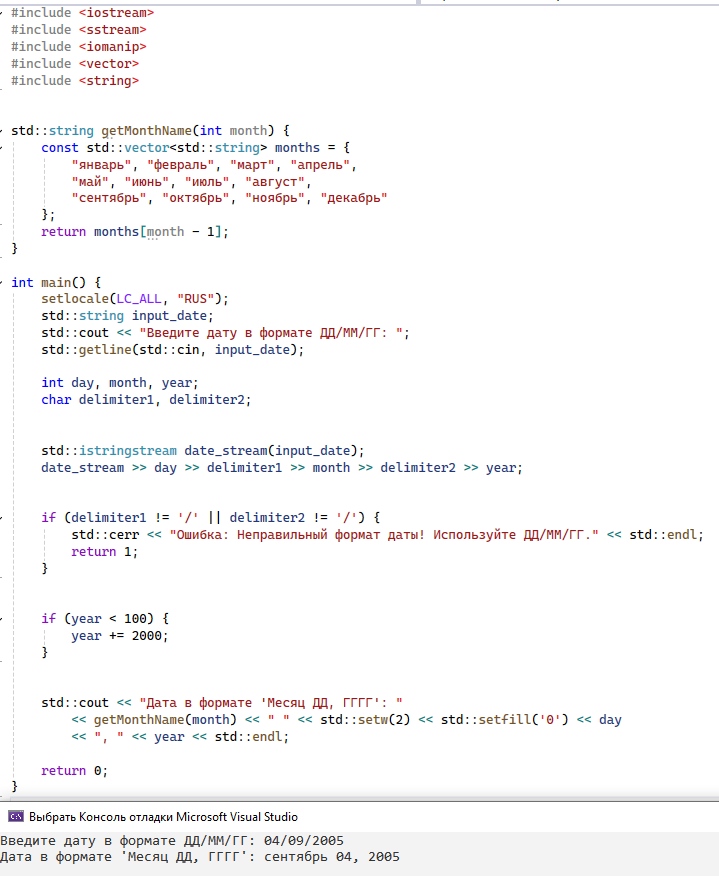 #include <iostream>
#include <sstream>
#include <iomanip>
#include <vector>
#include <string>
std::string getMonthName(int month) {
const std::vector<std::string> months = {
"январь", "февраль", "март", "апрель",
"май", "июнь", "июль", "август",
"сентябрь", "октябрь", "ноябрь", "декабрь"
};
return months[month - 1];
}
int main() {
setlocale(LC_ALL, "RUS");
std::string input_date;
std::cout << "Введите дату в формате ДД/ММ/ГГ: ";
std::getline(std::cin, input_date);
int day, month, year;
char delimiter1, delimiter2;
std::istringstream date_stream(input_date);
date_stream >> day >> delimiter1 >> month >> delimiter2 >> year;
if (delimiter1 != '/' || delimiter2 != '/') {
std::cerr << "Ошибка: Неправильный формат даты! Используйте ДД/ММ/ГГ." << std::endl;
return 1;
}
if (year < 100) {
year += 2000;
}
std::cout << "Дата в формате 'Месяц ДД, ГГГГ': "
<< getMonthName(month) << " " << std::setw(2) << std::setfill('0') << day
<< ", " << year << std::endl;
return 0;
}
Выбрать Консоль отладки Microsoft Visual Studio
Введите дату в формате ДД/ММ/ГГ: 04/09/2005
Дата в формате 'Месяц ДД, ГГГГ': сентябрь 04, 2005